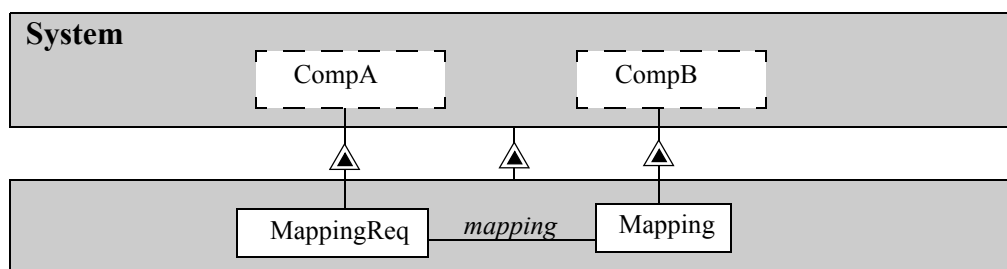 System
CompA
CompB
MappingReq
mapping
Mapping